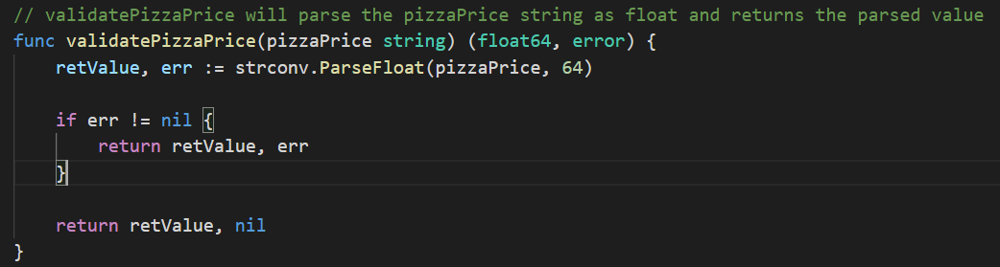 // validatePizzaPrice will parse the pizzaPrice string as float and returns the parsed value
func validatePizzaPrice(pizzaPrice string) (float64, error) {
    retValue, err := strconv.ParseFloat(pizzaPrice, 64)
    if err != nil {
        return retValue, err
    }
    return retValue, nil
}